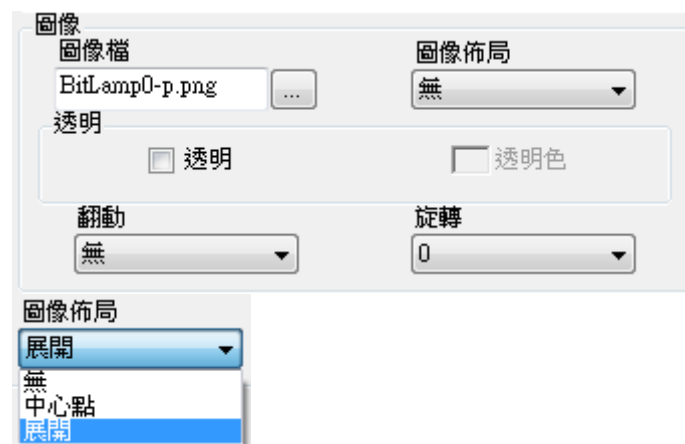 圖像
圖像檔 圖像佈局
BitLamp0-p.png ... 無
透明
透明 透明色
翻動 旋轉
無 0
圖像佈局
展開
無
中心點
展開